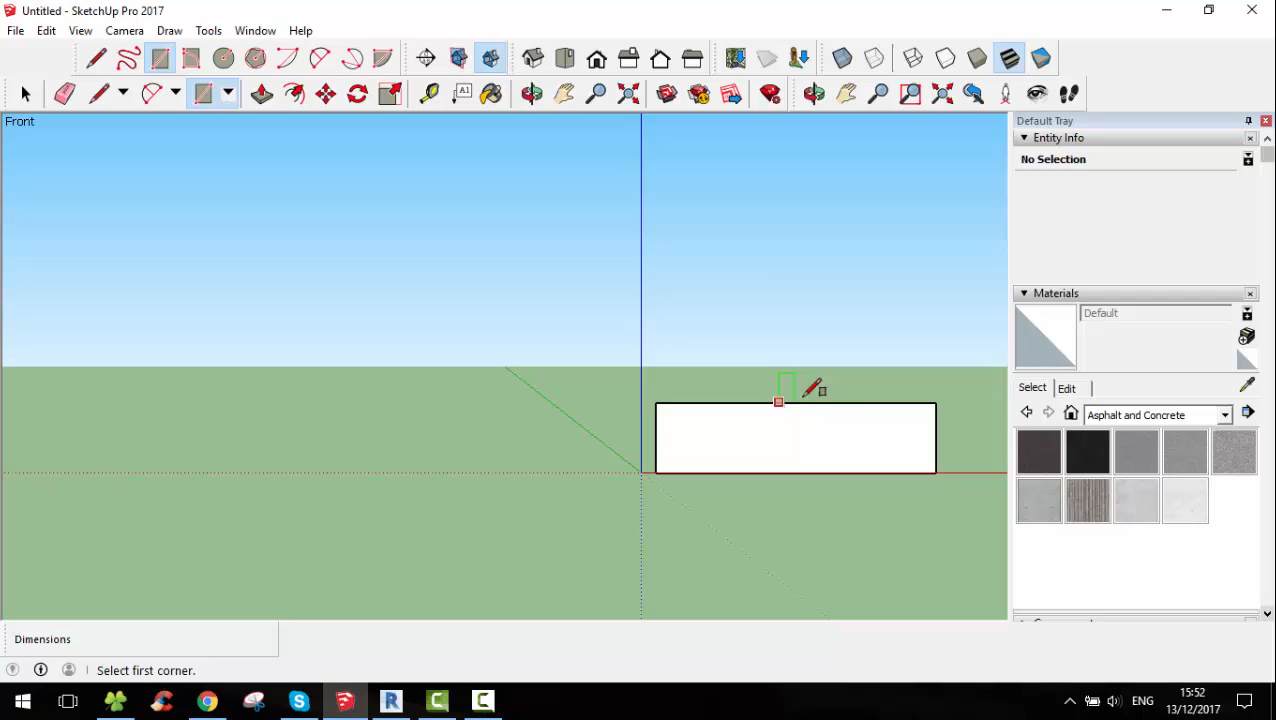 Untitled - SketchUp Pro 2017
File Edit View Camera Draw Tools Window Help
A1
Front
Default Tray
Entity Info
No Selection
Materials
Default
Select Edit
Asphalt and Concrete
Dimensions
Select first corner.
ENG
15:52
13/12/2017